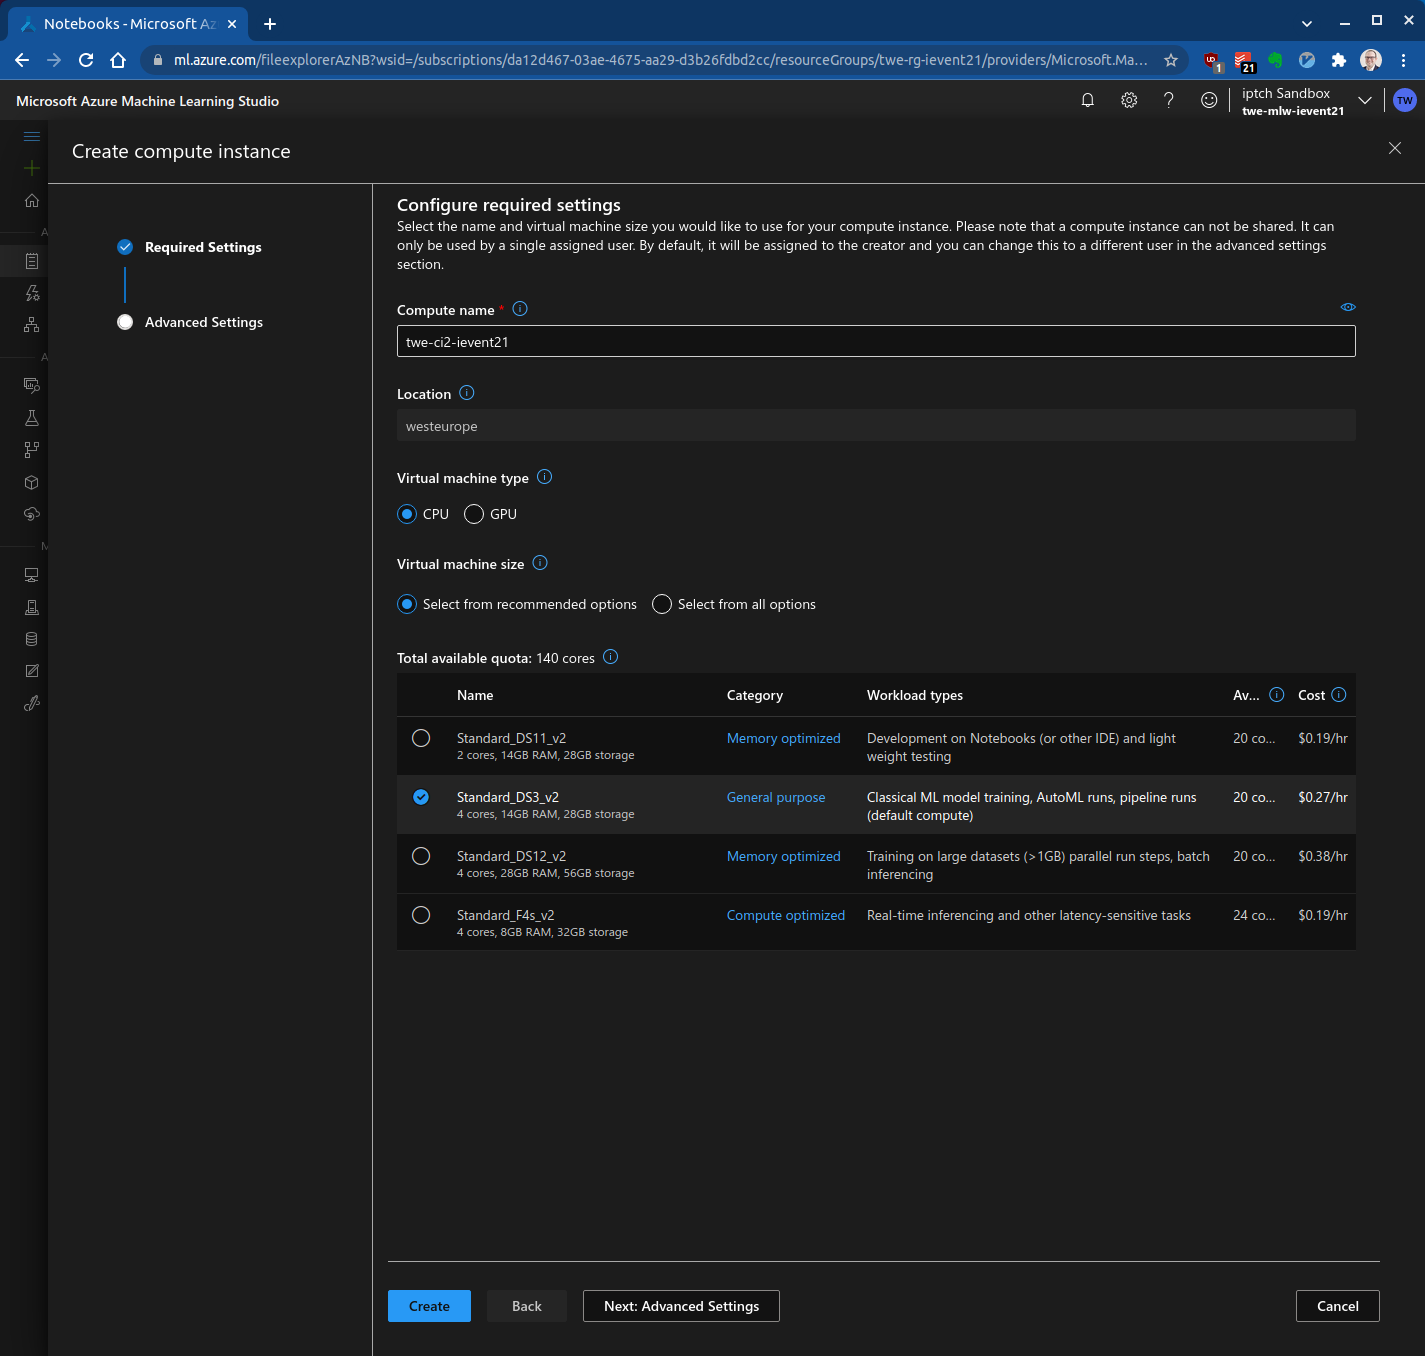 Notebooks - Microsoft Az
ml.azure.com/fileexplorerAzNB?wsid=/subscriptions/da12d467-03ae-4675-aa29-d3b26fdbd2cc/resourceGroups/twe-rg-ievent21/providers/Microsoft.Ma...
1
21
Microsoft Azure Machine Learning Studio
iptch Sandbox
twe-mlw-ievent21
TW
Create compute instance
Required Settings
Advanced Settings
Configure required settings
Select the name and virtual machine size you would like to use for your compute instance. Please note that a compute instance can not be shared. It can
only be used by a single assigned user. By default, it will be assigned to the creator and you can change this to a different user in the advanced settings
section.
Compute name *
twe-ci2-ievent21
Location
westeurope
Virtual machine type
CPU GPU
Virtual machine size
Select from recommended options Select from all options
Total available quota: 140 cores
Name Category Workload types Av... Cost
Standard_DS11_v2 Memory optimized Development on Notebooks (or other IDE) and light 20 co... $0.19/hr
2 cores, 14GB RAM, 28GB storage weight testing
Standard_DS3_v2 General purpose Classical ML model training, AutoML runs, pipeline runs 20 co... $0.27/hr
4 cores, 14GB RAM, 28GB storage (default compute)
Standard_DS12_v2 Memory optimized Training on large datasets (>1GB) parallel run steps, batch 20 co... $0.38/hr
4 cores, 28GB RAM, 56GB storage inferencing
Standard_F4s_v2 Compute optimized Real-time inferencing and other latency-sensitive tasks 24 co... $0.19/hr
4 cores, 8GB RAM, 32GB storage
Create Back Next: Advanced Settings Cancel